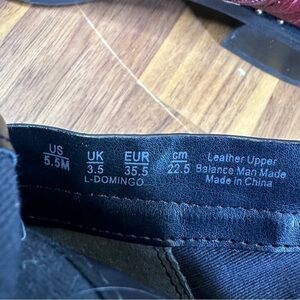 US UK EUR cm Leather Upper
5.5M 3.5 35.5 22.5 Balance Man Made
L-DOMINGO Made in China